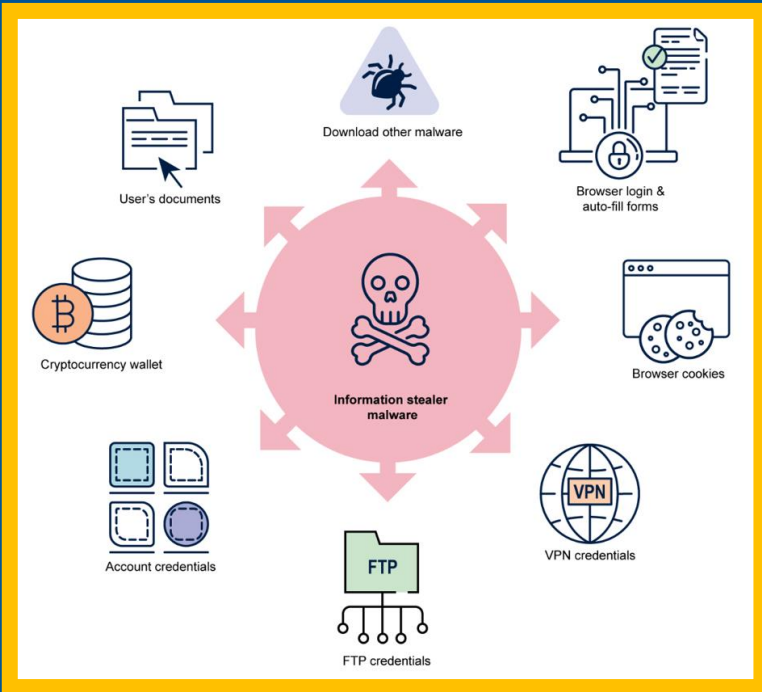 Download other malware
Browser login &
auto-fill forms
User's documents
Browser cookies
Cryptocurrency wallet
Information stealer
malware
VPN
VPN credentials
Account credentials
FTP
FTP credentials